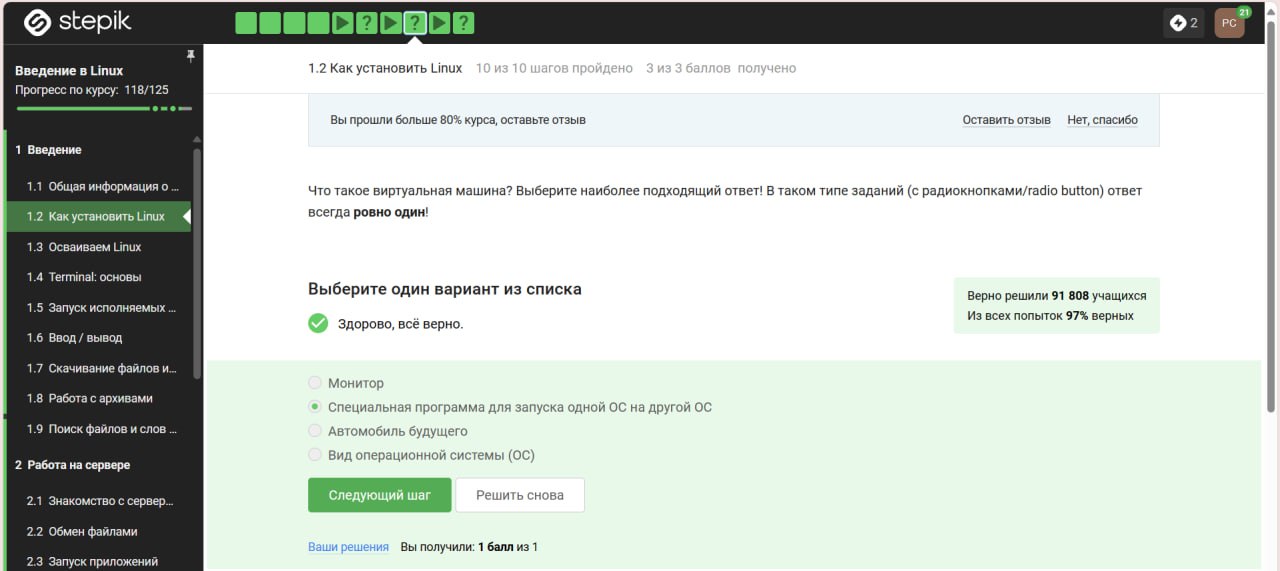 stepik
2
PC
21
Введение в Linux
Прогресс по курсу: 118/125
1.2 Как установить Linux 10 из 10 шагов пройдено 3 из 3 баллов получено
Вы прошли больше 80% курса, оставьте отзыв Оставить отзыв Нет, спасибо
1 Введение
1.1 Общая информация о ...
1.2 Как установить Linux
1.3 Осваиваем Linux
1.4 Terminal: основы
1.5 Запуск исполняемых ...
1.6 Ввод / вывод
1.7 Скачивание файлов и...
1.8 Работа с архивами
1.9 Поиск файлов и слов ...
2 Работа на сервере
2.1 Знакомство с сервер...
2.2 Обмен файлами
2.3 Запуск приложений
Что такое виртуальная машина? Выберите наиболее подходящий ответ! В таком типе заданий (с радиокнопками/radio button) ответ
всегда ровно один!
Выберите один вариант из списка
Здорово, всё верно.
Верно решили 91 808 учащихся
Из всех попыток 97% верных
Монитор
Специальная программа для запуска одной ОС на другой ОС
Автомобиль будущего
Вид операционной системы (ОС)
Следующий шаг Решить снова
Ваши решения Вы получили: 1 балл из 1